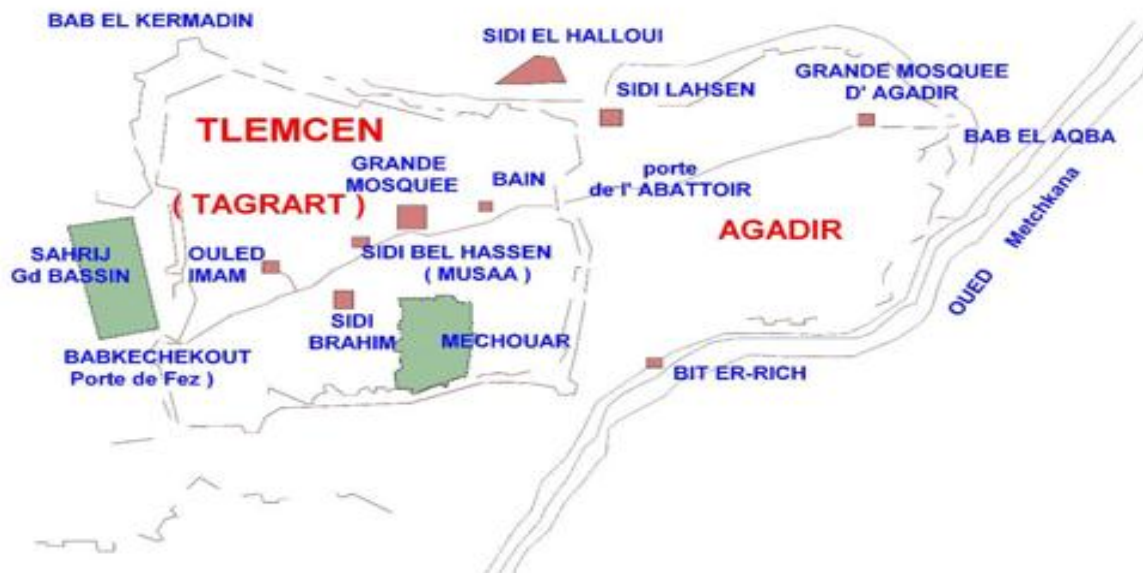 BAB EL KERMADIN
SIDI EL HALLOUI
SIDI LAHSEN
GRANDE MOSQUEE
D' AGADIR
BAB EL AQBA
TLEMCEN
( TAGRART )
GRANDE
MOSQUEE
BAIN
porte
de l' ABATTOIR
AGADIR
SAHRIJ
Gd BASSIN
OULED
IMAM
SIDI BEL HASSEN
( MUSAA )
SIDI
BRAHIM
MECHOUAR
BABKECHEKOUT
Porte de Fez )
BIT ER-RICH
OUED Metchkana